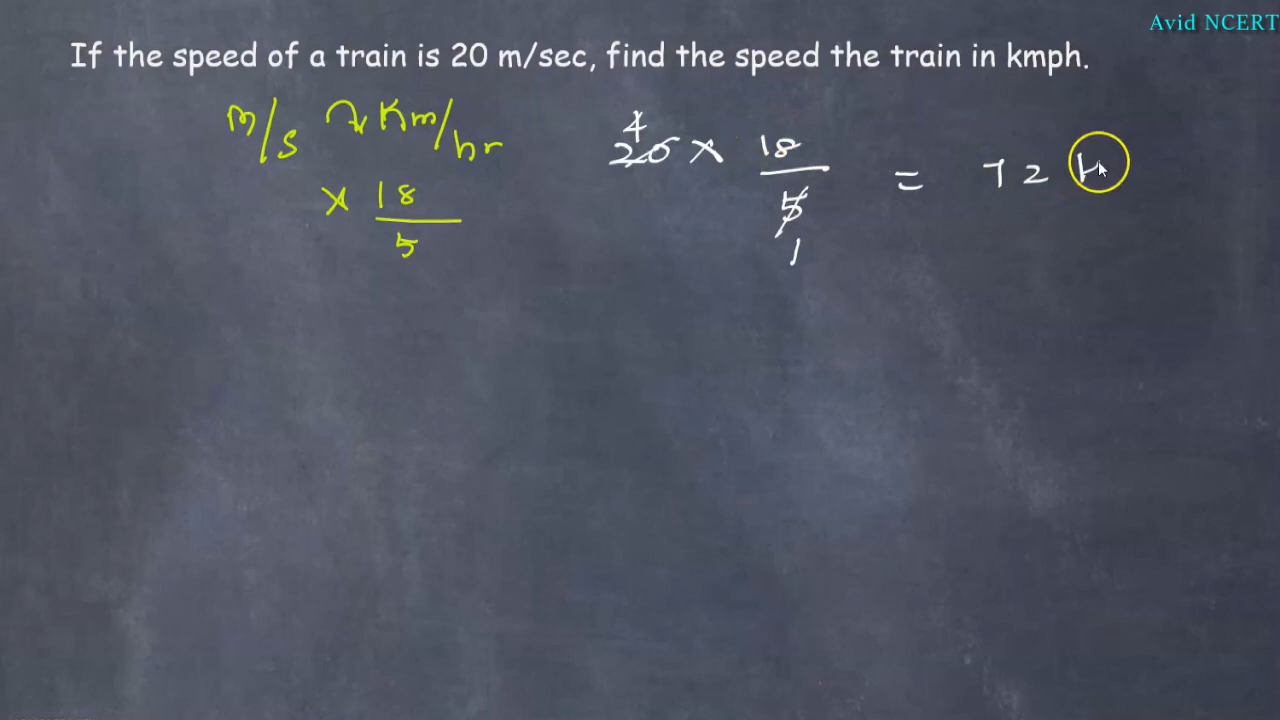 Avid NCERT
If the speed of a train is 20 m/sec, find the speed the train in kmph.
m/s → Km/hr
× 18/5
4
20 × 18/5 = 72 k
1